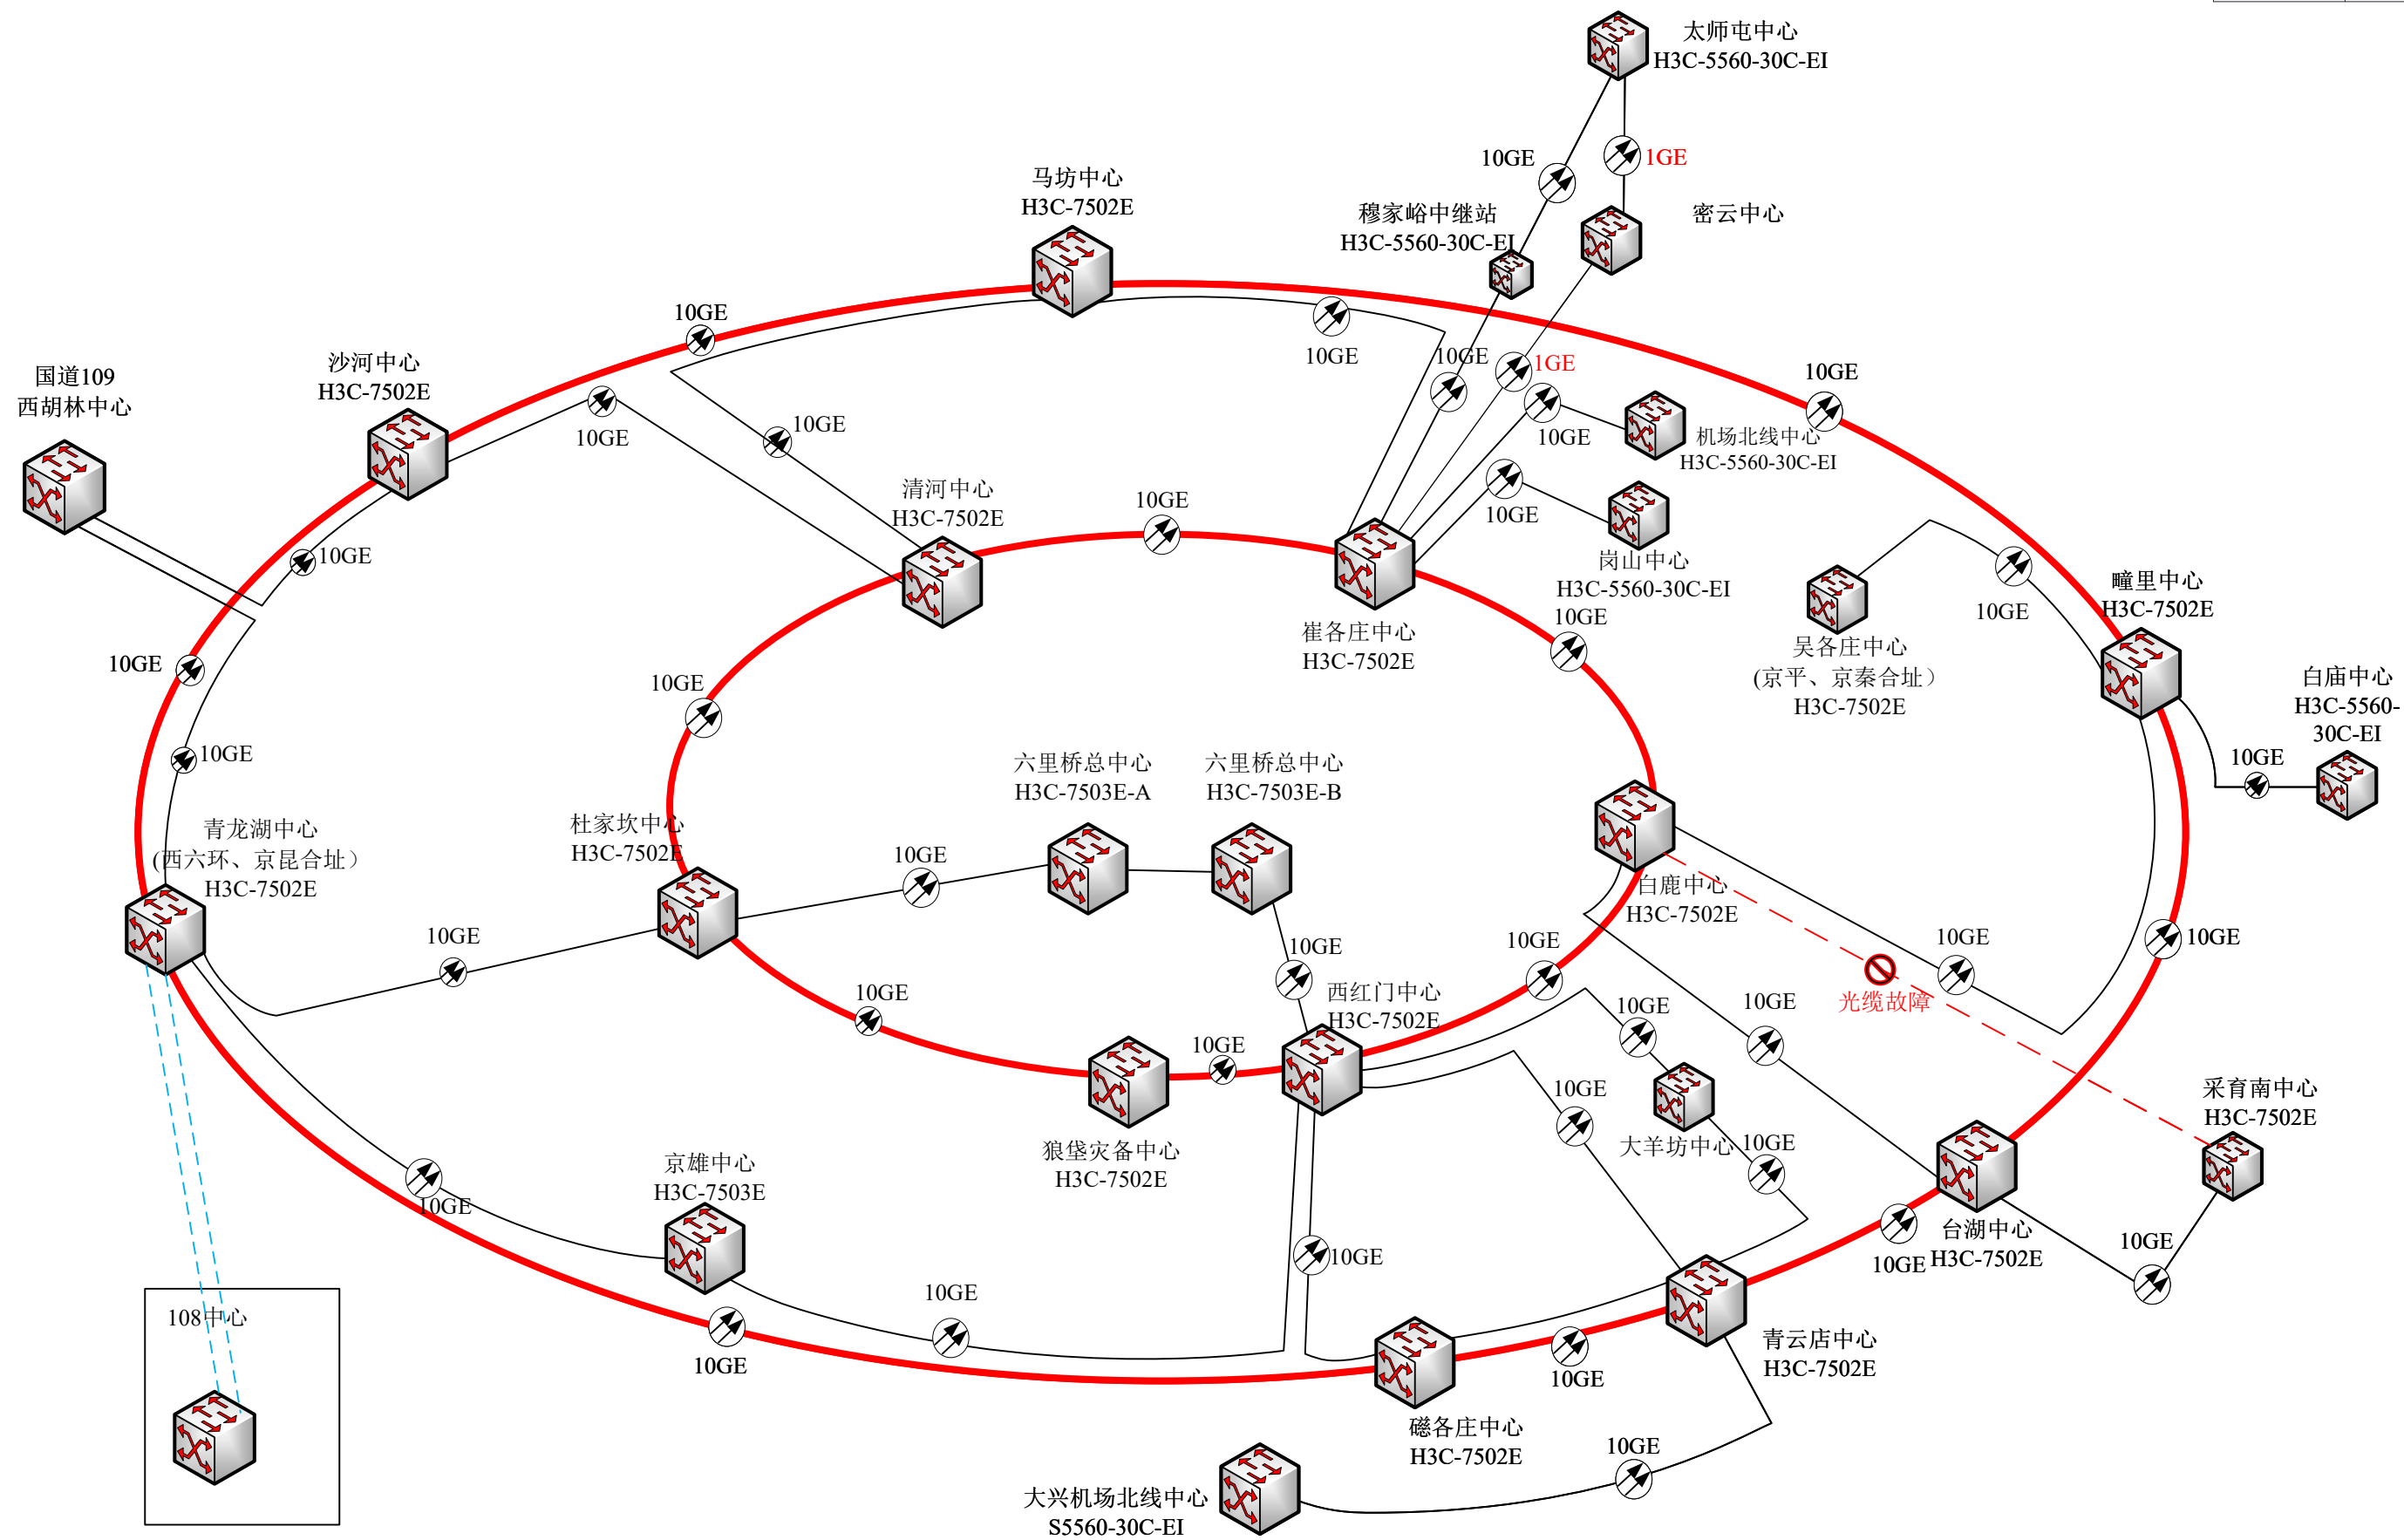 太师屯中心
H3C-5560-30C-EI
10GE
1GE
马坊中心
H3C-7502E
穆家峪中继站
H3C-5560-30C-EI
密云中心
10GE
沙河中心
H3C-7502E
国道109
西胡林中心
10GE
10GE
1GE
10GE
10GE
10GE
10GE
机场北线中心
H3C-5560-30C-EI
清河中心
H3C-7502E
10GE
10GE
岗山中心
H3C-5560-30C-EI
10GE
10GE
疃里中心
H3C-7502E
崔各庄中心
H3C-7502E
10GE
吴各庄中心
(京平、京秦合址）
H3C-7502E
10GE
10GE
白庙中心
H3C-5560-
30C-EI
10GE
10GE
六里桥总中心
H3C-7503E-A
六里桥总中心
H3C-7503E-B
青龙湖中心
(西六环、京昆合址）
H3C-7502E
杜家坎中心
H3C-7502E
10GE
白鹿中心
H3C-7502E
10GE
10GE
10GE
10GE
10GE
10GE
西红门中心
H3C-7502E
光缆故障
10GE
10GE
10GE
10GE
采育南中心
H3C-7502E
大羊坊中心
10GE
狼垡灾备中心
H3C-7502E
京雄中心
H3C-7503E
10GE
台湖中心
H3C-7502E
10GE
10GE
10GE
10GE
108中心
10GE
10GE
青云店中心
H3C-7502E
磁各庄中心
H3C-7502E
10GE
大兴机场北线中心
S5560-30C-EI